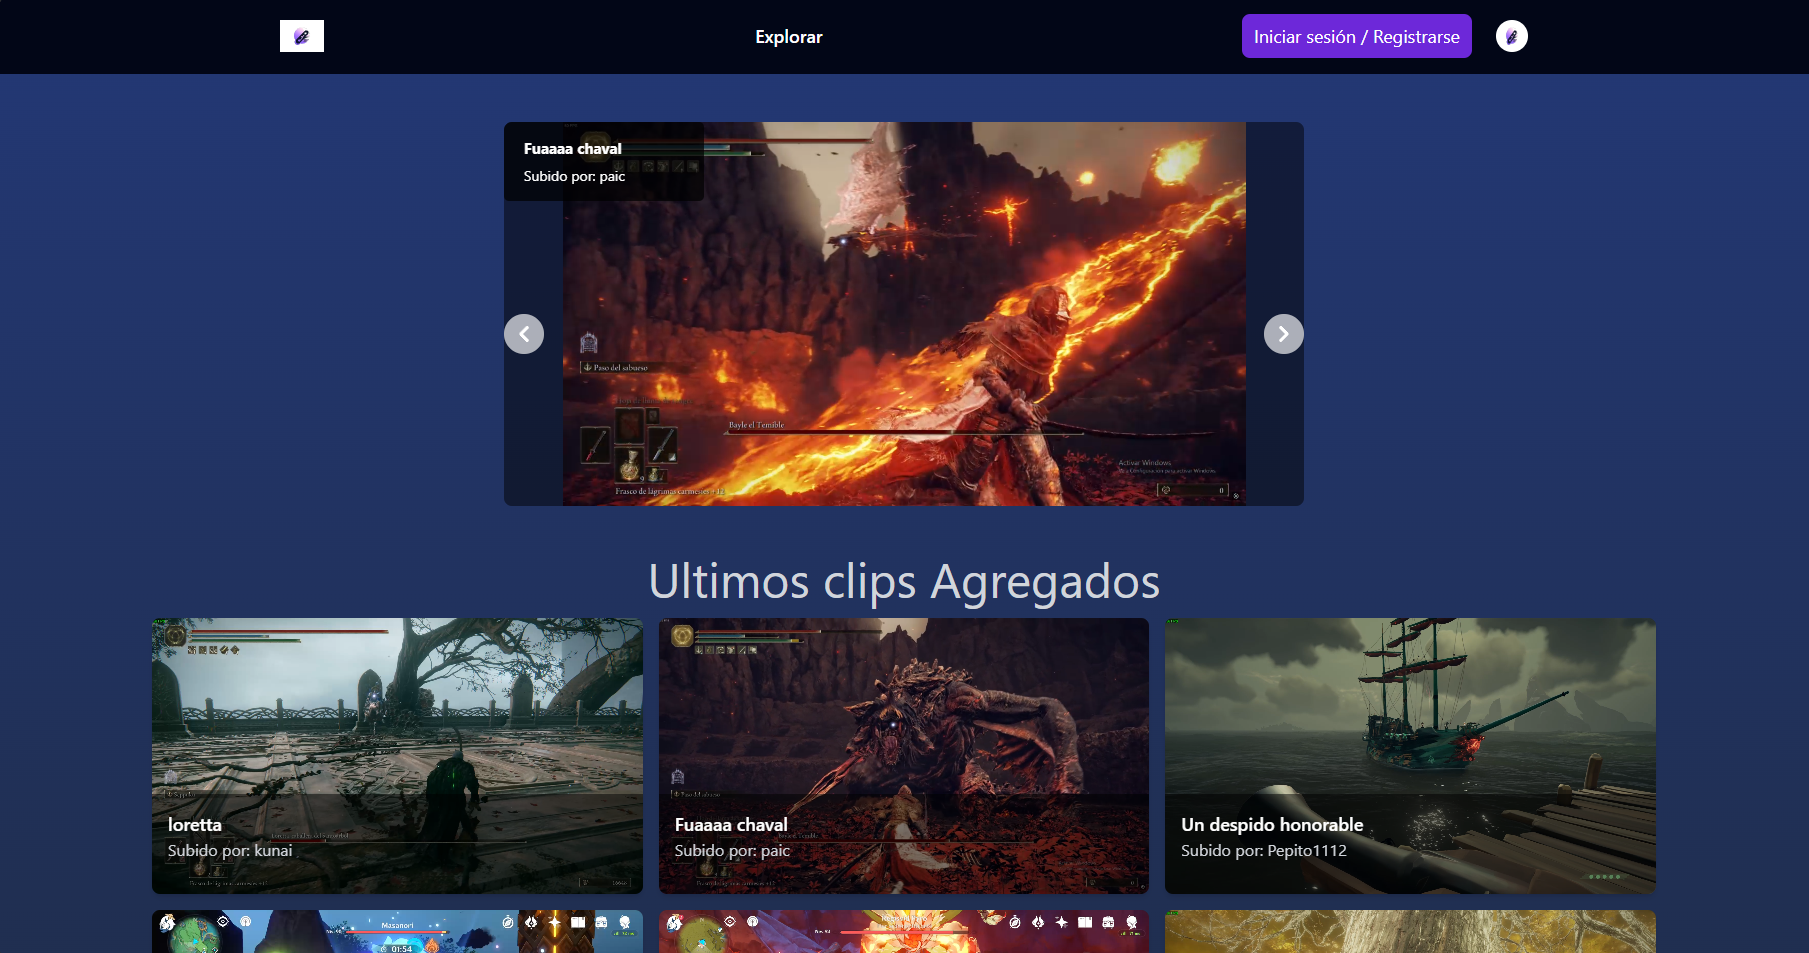 Explorar
Iniciar sesión / Registrarse
Fuaaaa chaval
Subido por: paic
Paso del sabueso
Bayle el Temible
Activar Windows
Frasco de lágrimas carmesíes +12
0
Ultimos clips Agregados
loretta
Subido por: kunai
Fuaaaa chaval
Subido por: paic
Un despido honorable
Subido por: Pepito1112
Masanori
01:54